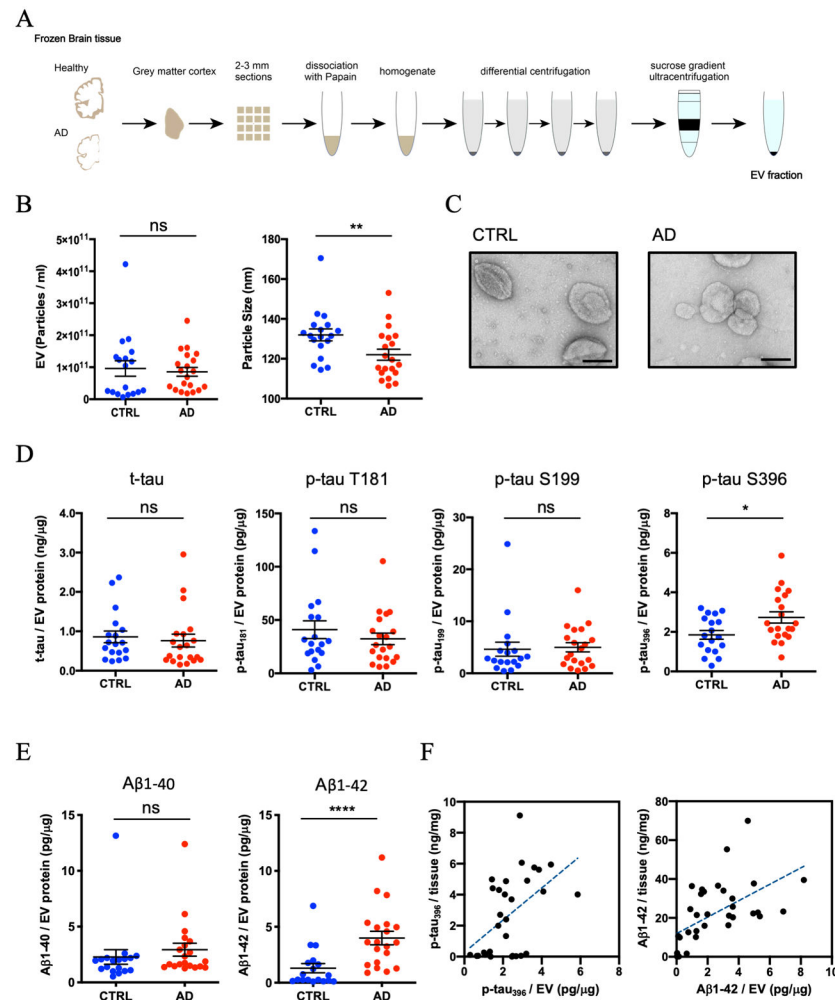 A
Frozen Brain tissue
Healthy
AD
Grey matter cortex
2-3 mm
sections
dissociation
with Papain
homogenate
differential centrifugation
sucrose gradient
ultracentrifugation
EV fraction
B
EV (Particles / ml)
5×10¹¹
4×10¹¹
3×10¹¹
2×10¹¹
1×10¹¹
0
ns
CTRL
AD
Particle Size (nm)
180
160
140
120
100
**
CTRL
AD
C
CTRL
AD
D
t-tau
t-tau / EV protein (ng/μg)
4.0
3.0
2.0
1.0
0.0
ns
CTRL
AD
p-tau T181
p-tau₁₈₁ / EV protein (pg/μg)
150
100
50
0
ns
CTRL
AD
p-tau S199
p-tau₁₉₉ / EV protein (pg/μg)
30
20
10
0
ns
CTRL
AD
p-tau S396
p-tau₃₉₆ / EV protein (pg/μg)
8
6
4
2
0
*
CTRL
AD
E
Aβ1-40
Aβ1-40 / EV protein (pg/μg)
15
10
5
0
ns
CTRL
AD
Aβ1-42
Aβ1-42 / EV protein (pg/μg)
15
10
5
0
****
CTRL
AD
F
p-tau₃₉₆ / tissue (ng/mg)
10
8
6
4
2
0
0
2
4
6
8
p-tau₃₉₆ / EV (pg/μg)
Aβ1-42 / tissue (ng/mg)
80
60
40
20
0
0
2
4
6
8
10
Aβ1-42 / EV (pg/μg)